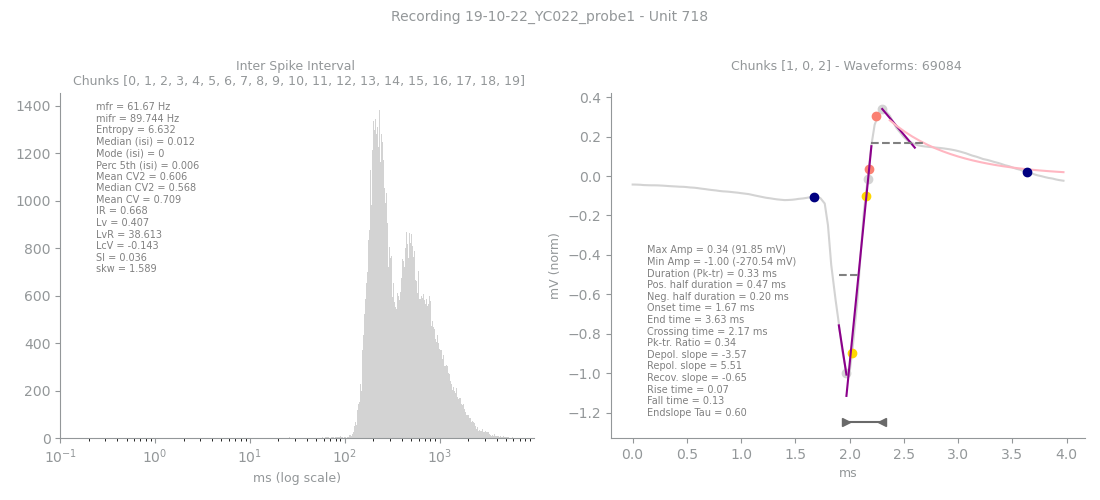 Recording 19-10-22_YC022_probe1 - Unit 718
Inter Spike Interval
Chunks [0, 1, 2, 3, 4, 5, 6, 7, 8, 9, 10, 11, 12, 13, 14, 15, 16, 17, 18, 19]
1400
1200
1000
800
600
400
200
0
mfr = 61.67 Hz
mifr = 89.744 Hz
Entropy = 6.632
Median (isi) = 0.012
Mode (isi) = 0
Perc 5th (isi) = 0.006
Mean CV2 = 0.606
Median CV2 = 0.568
Mean CV = 0.709
IR = 0.668
Lv = 0.407
LvR = 38.613
LcV = -0.143
SI = 0.036
skw = 1.589
10⁻¹ 10⁰ 10¹ 10² 10³
ms (log scale)
Chunks [1, 0, 2] - Waveforms: 69084
mV (norm)
0.4
0.2
0.0
−0.2
−0.4
−0.6
−0.8
−1.0
−1.2
Max Amp = 0.34 (91.85 mV)
Min Amp = -1.00 (-270.54 mV)
Duration (Pk-tr) = 0.33 ms
Pos. half duration = 0.47 ms
Neg. half duration = 0.20 ms
Onset time = 1.67 ms
End time = 3.63 ms
Crossing time = 2.17 ms
Pk-tr. Ratio = 0.34
Depol. slope = -3.57
Repol. slope = 5.51
Recov. slope = -0.65
Rise time = 0.07
Fall time = 0.13
Endslope Tau = 0.60
0.0 0.5 1.0 1.5 2.0 2.5 3.0 3.5 4.0
ms